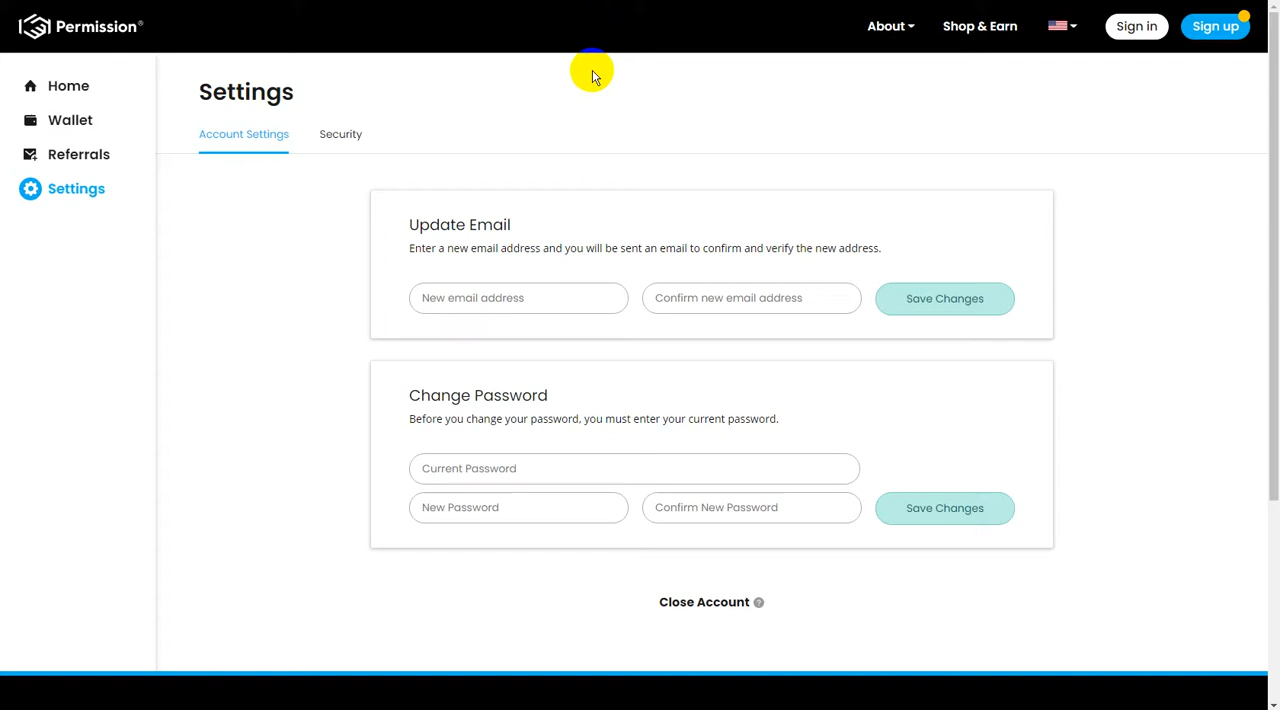 Permission®
About
Shop & Earn
Sign in
Sign up
Home
Wallet
Referrals
Settings
Settings
Account Settings
Security
Update Email
Enter a new email address and you will be sent an email to confirm and verify the new address.
New email address
Confirm new email address
Save Changes
Change Password
Before you change your password, you must enter your current password.
Current Password
New Password
Confirm New Password
Save Changes
Close Account ?